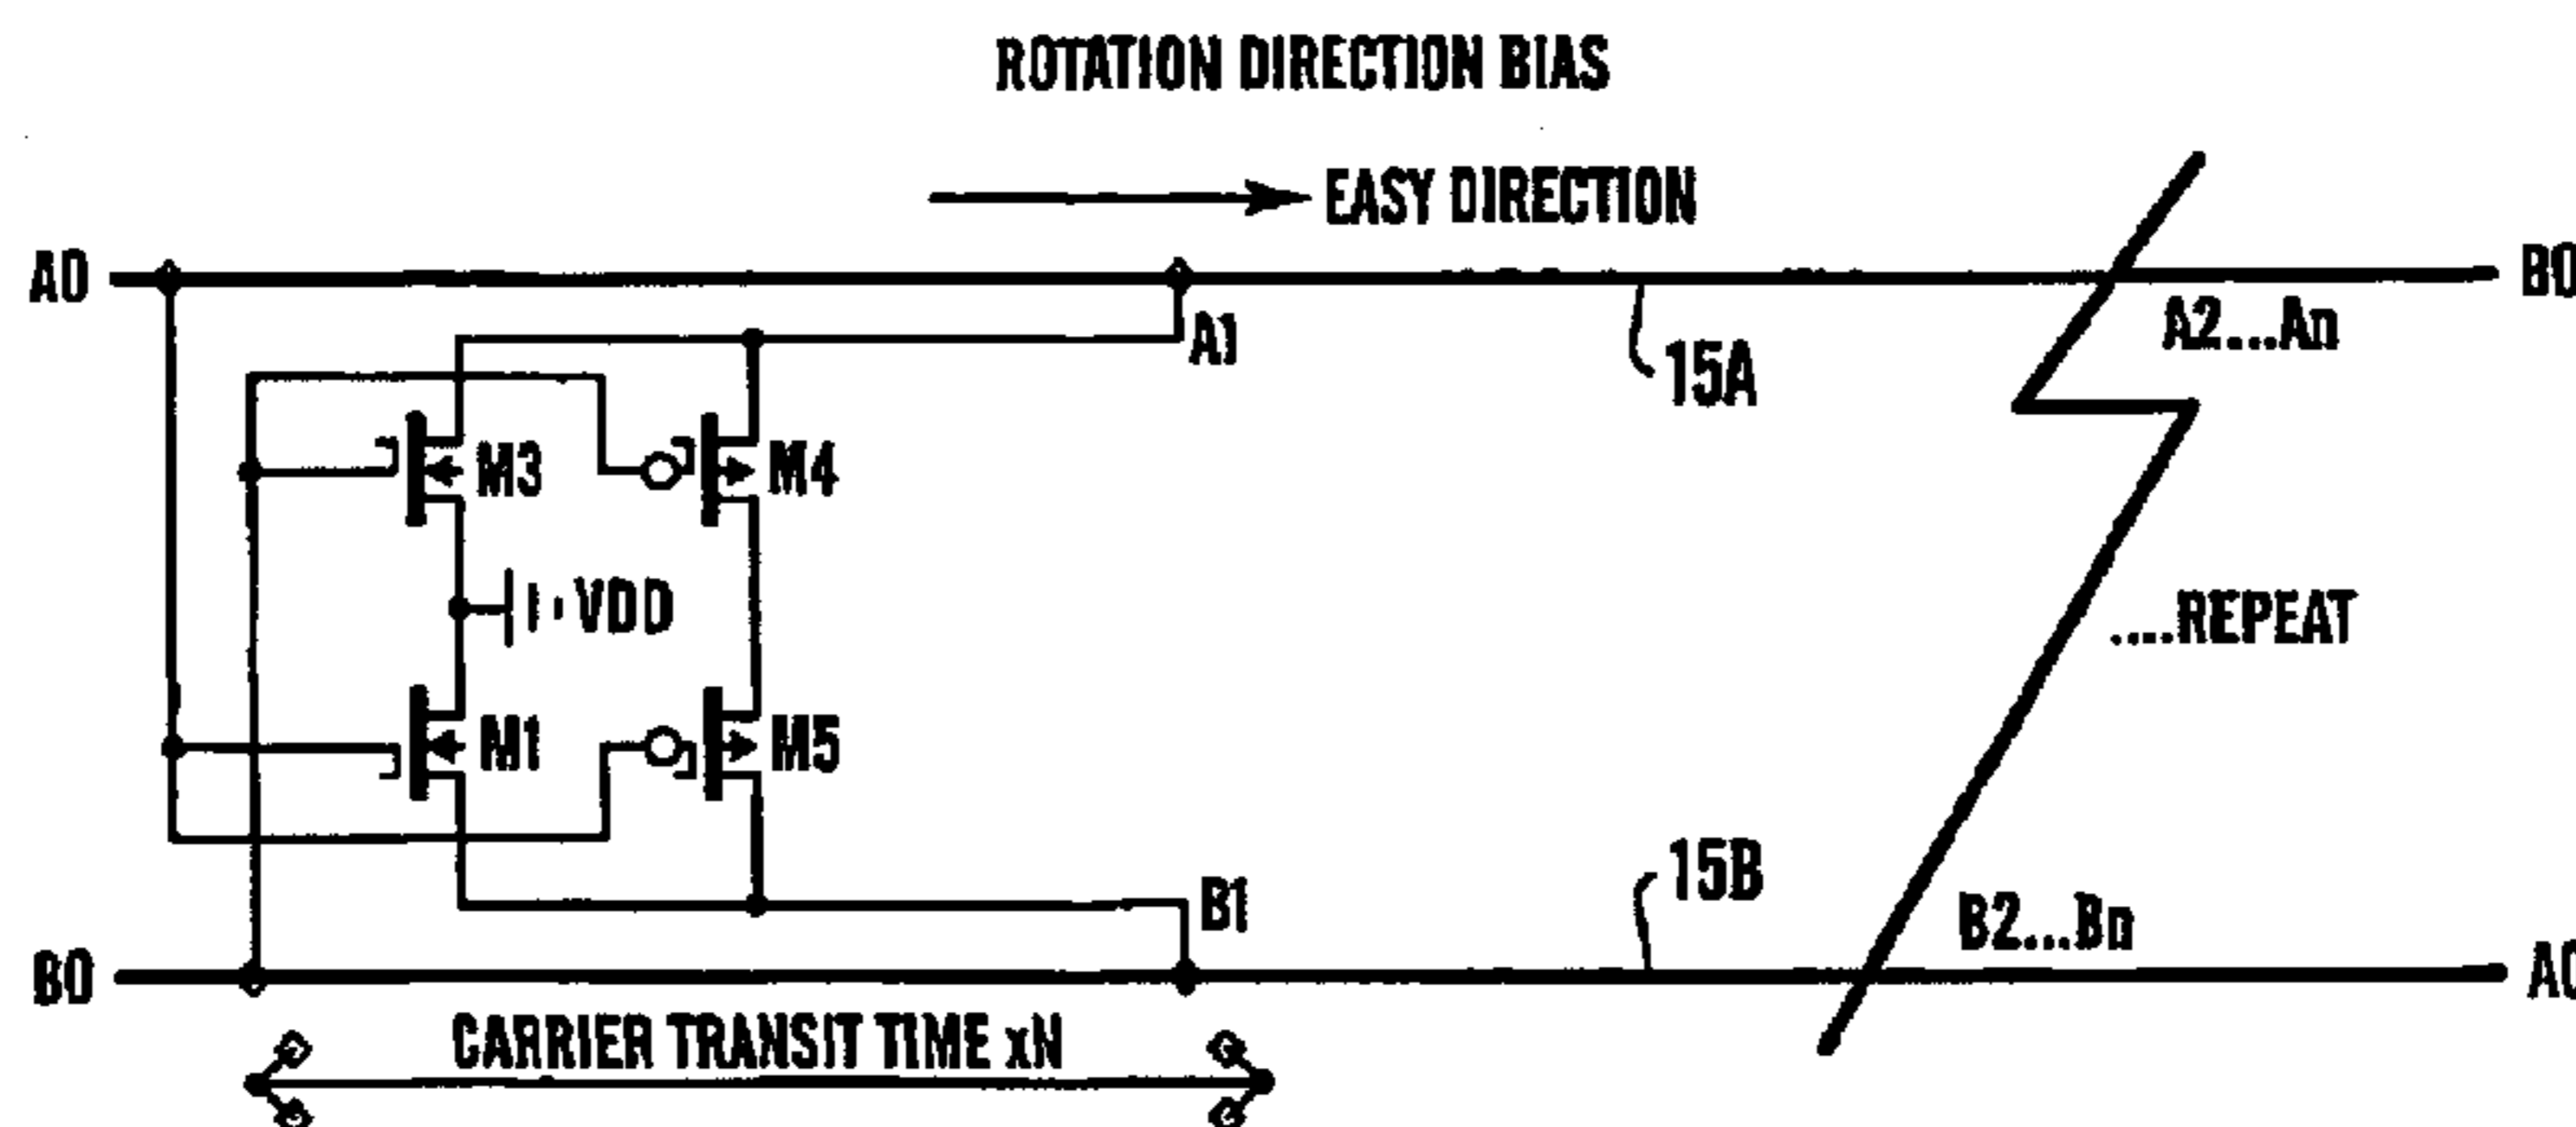 ROTATION DIRECTION BIAS
EASY DIRECTION
A0
B0
A1
A2...An
15A
M3
M4
VDD
....REPEAT
M1
M5
15B
B1
B2...Bn
B0
A0
CARRIER TRANSIT TIME xN